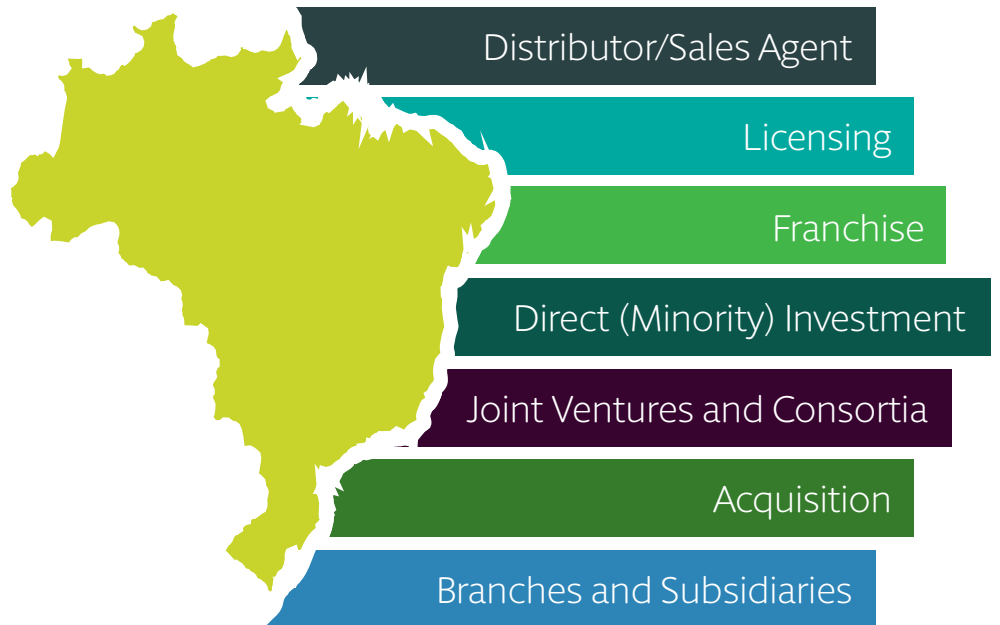 Distributor/Sales Agent
Licensing
Franchise
Direct (Minority) Investment
Joint Ventures and Consortia
Acquisition
Branches and Subsidiaries